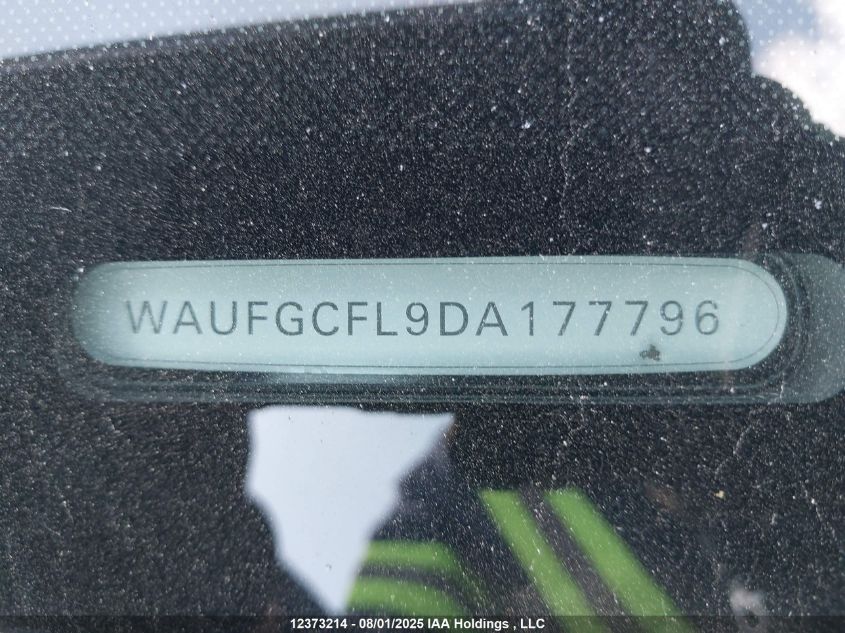 WAUFGCFL9DA177796
12373214 - 08/01/2025 IAA Holdings , LLC